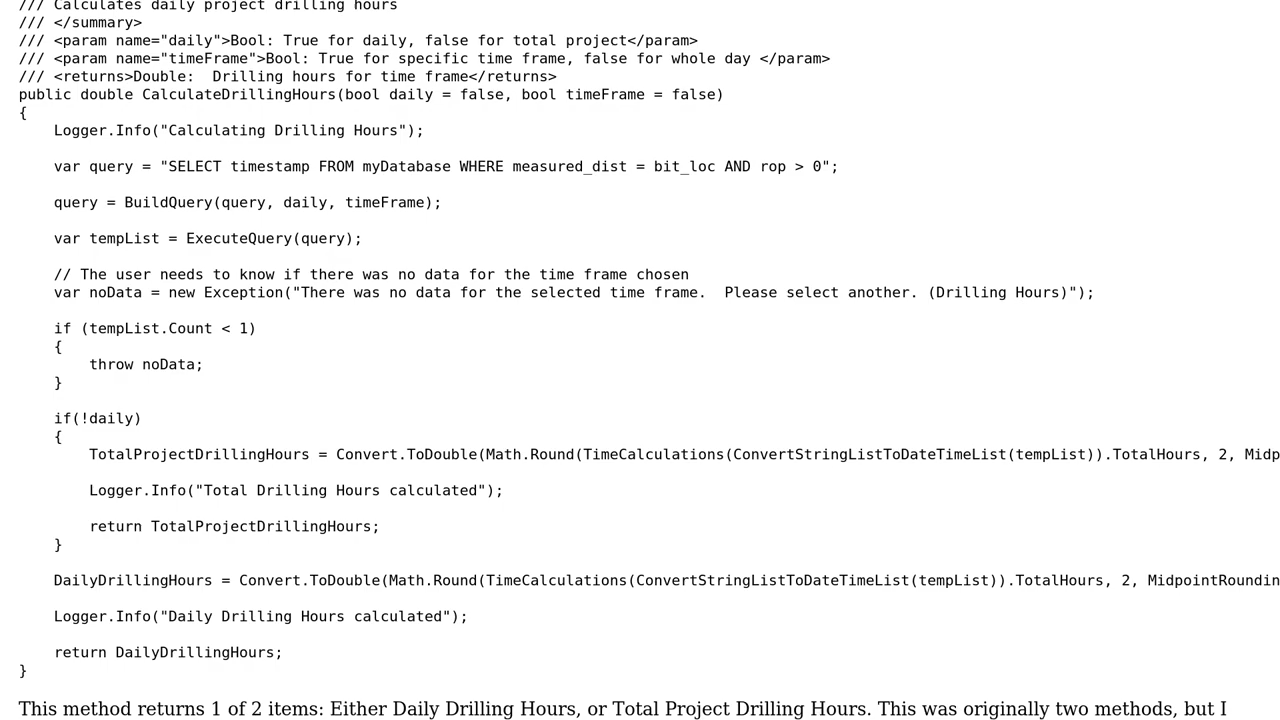 /// Calculates daily project drilling hours
/// </summary>
/// <param name="daily">Bool: True for daily, false for total project</param>
/// <param name="timeFrame">Bool: True for specific time frame, false for whole day </param>
/// <returns>Double:  Drilling hours for time frame</returns>
public double CalculateDrillingHours(bool daily = false, bool timeFrame = false)
{
    Logger.Info("Calculating Drilling Hours");
    var query = "SELECT timestamp FROM myDatabase WHERE measured_dist = bit_loc AND rop > 0";
    query = BuildQuery(query, daily, timeFrame);
    var tempList = ExecuteQuery(query);
    // The user needs to know if there was no data for the time frame chosen
    var noData = new Exception("There was no data for the selected time frame.  Please select another. (Drilling Hours)");
    if (tempList.Count < 1)
    {
        throw noData;
    }
    if(!daily)
    {
        TotalProjectDrillingHours = Convert.ToDouble(Math.Round(TimeCalculations(ConvertStringListToDateTimeList(tempList)).TotalHours, 2, Midp
        Logger.Info("Total Drilling Hours calculated");
        return TotalProjectDrillingHours;
    }
    DailyDrillingHours = Convert.ToDouble(Math.Round(TimeCalculations(ConvertStringListToDateTimeList(tempList)).TotalHours, 2, MidpointRoundin
    Logger.Info("Daily Drilling Hours calculated");
    return DailyDrillingHours;
}
This method returns 1 of 2 items: Either Daily Drilling Hours, or Total Project Drilling Hours. This was originally two methods, but I